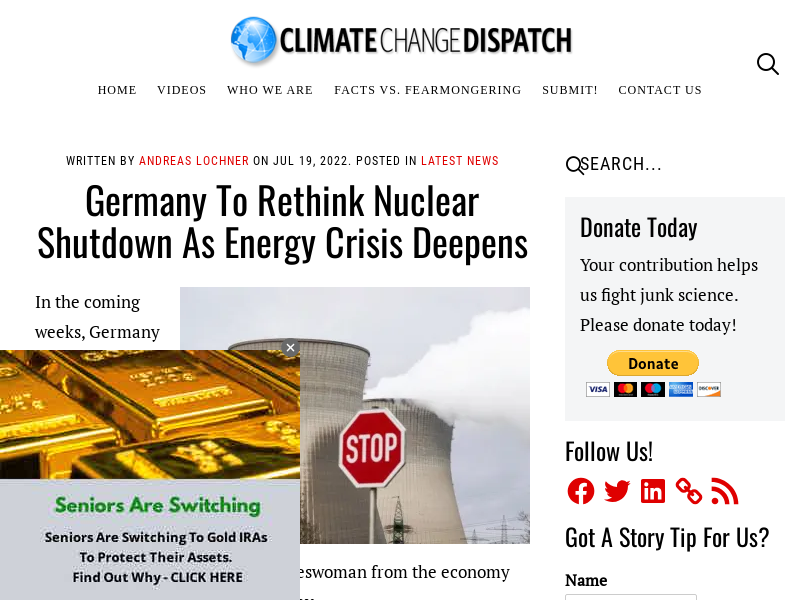 CLIMATE CHANGE DISPATCH
HOME VIDEOS WHO WE ARE FACTS VS. FEARMONGERING SUBMIT! CONTACT US
WRITTEN BY ANDREAS LOCHNER ON JUL 19, 2022. POSTED IN LATEST NEWS
Germany To Rethink Nuclear
Shutdown As Energy Crisis Deepens
In the coming
weeks, Germany
STOP
Seniors Are Switching
Seniors Are Switching To Gold IRAs
To Protect Their Assets.
Find Out Why - CLICK HERE
eswoman from the economy
SEARCH...
Donate Today
Your contribution helps
us fight junk science.
Please donate today!
Donate
VISA
DISCOVER
Follow Us!
Got A Story Tip For Us?
Name